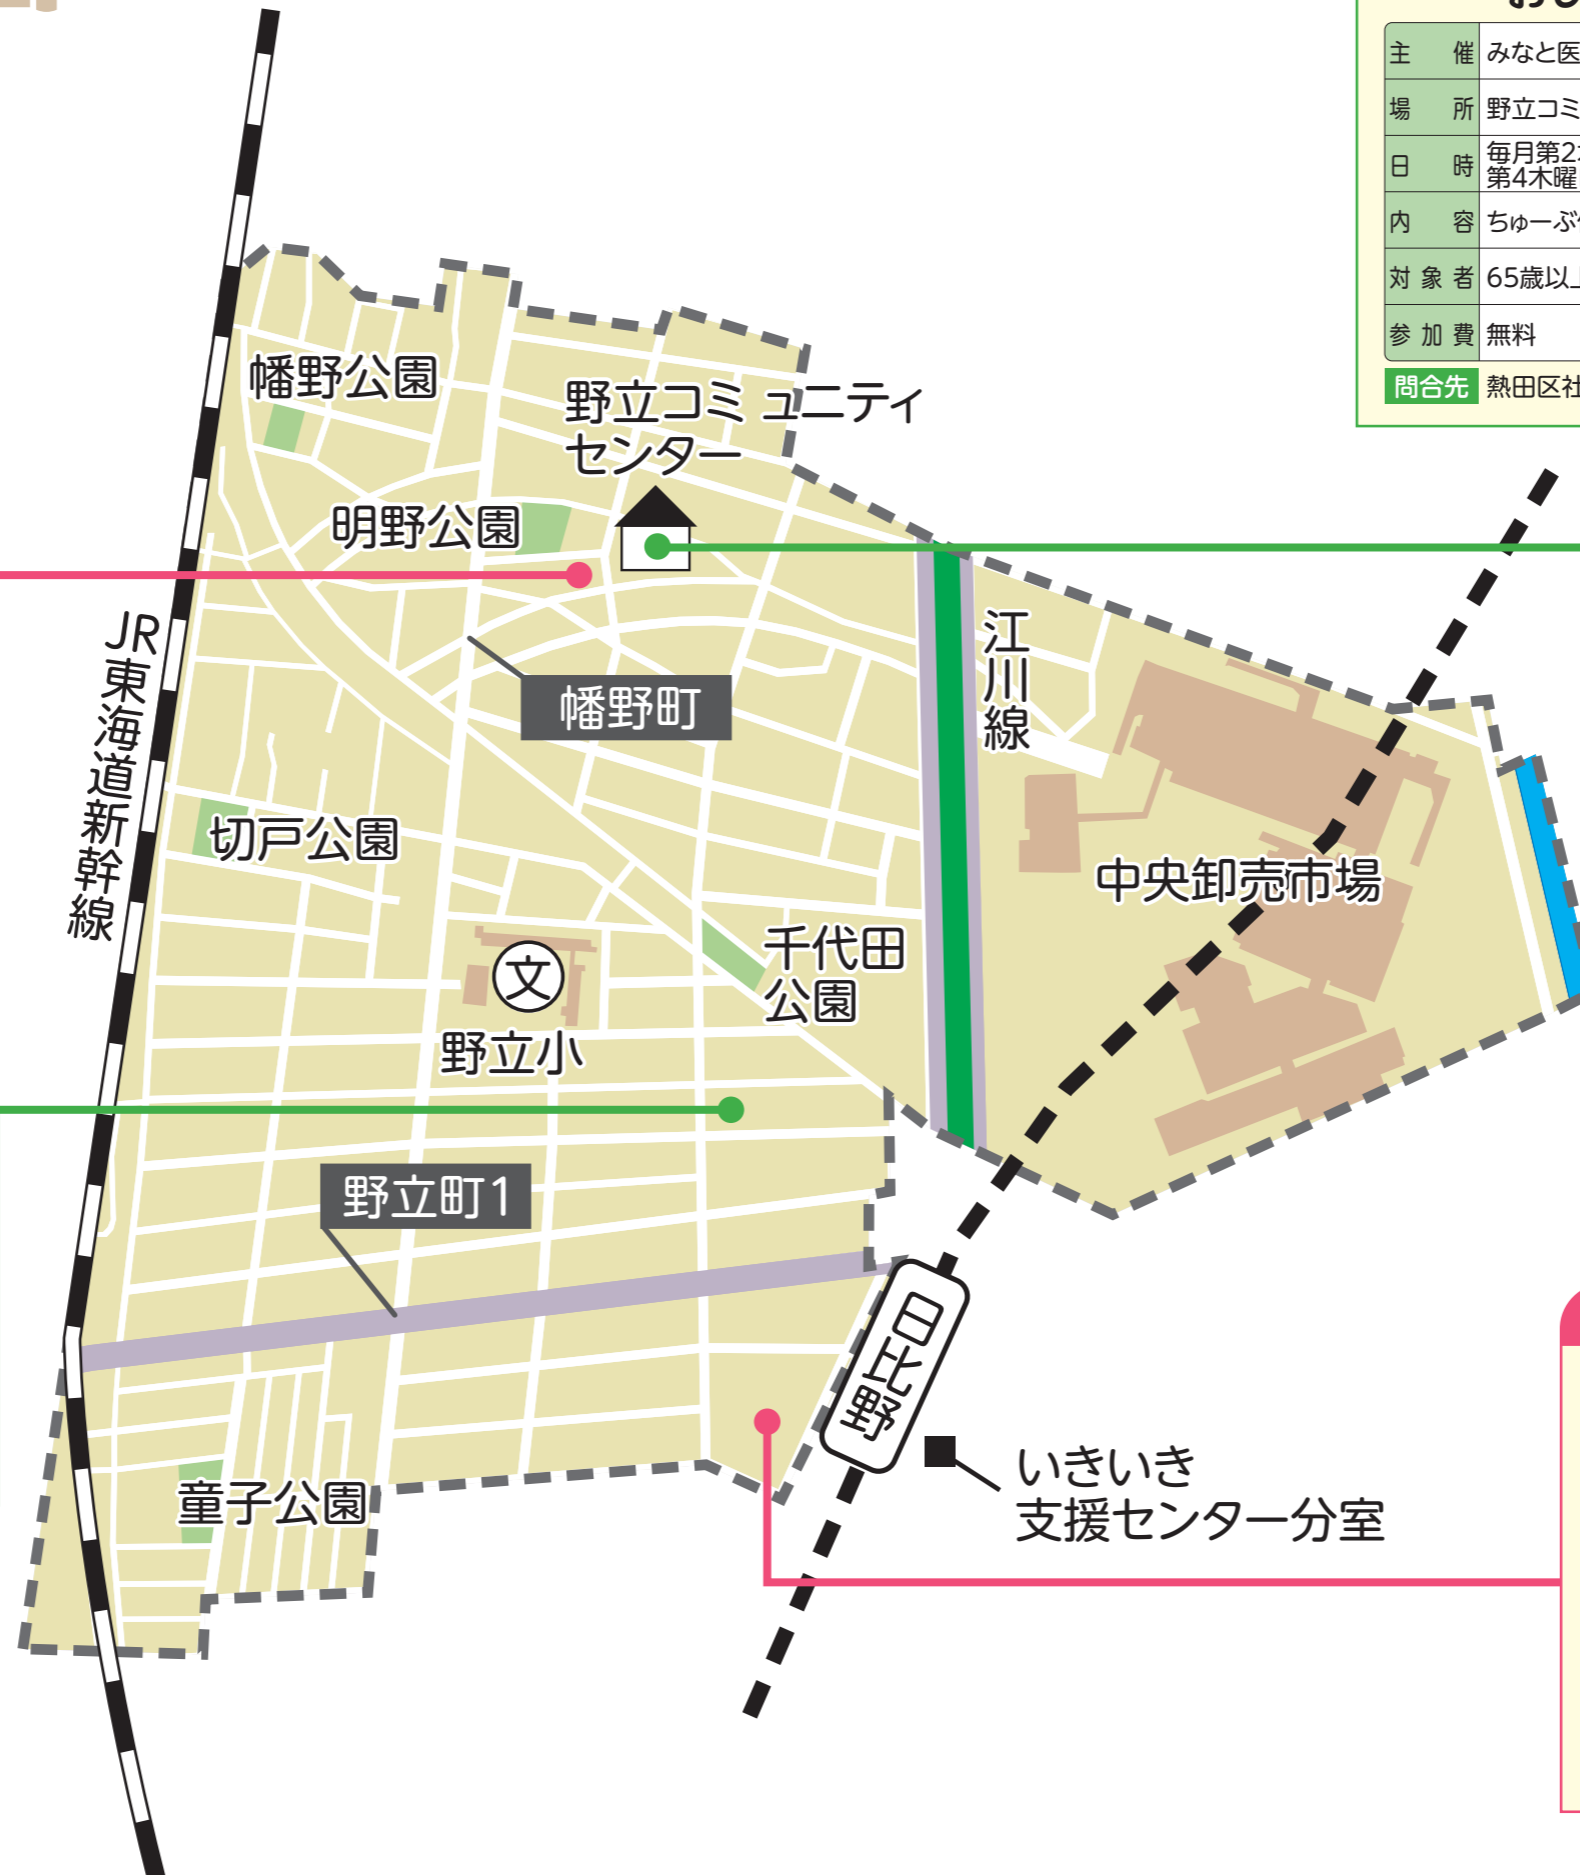 主催 みなと医
場所 野立コミ
日時 毎月第2
第4木曜
内容 ちゅーぶ
対象者 65歳以上
参加費 無料
問合先 熱田区社
幡野公園
野立コミュニティ
センター
明野公園
JR東海道新幹線
江川線
幡野町
切戸公園
中央卸売市場
千代田
公園
文
野立小
野立町1
日比野
いきいき
支援センター分室
童子公園